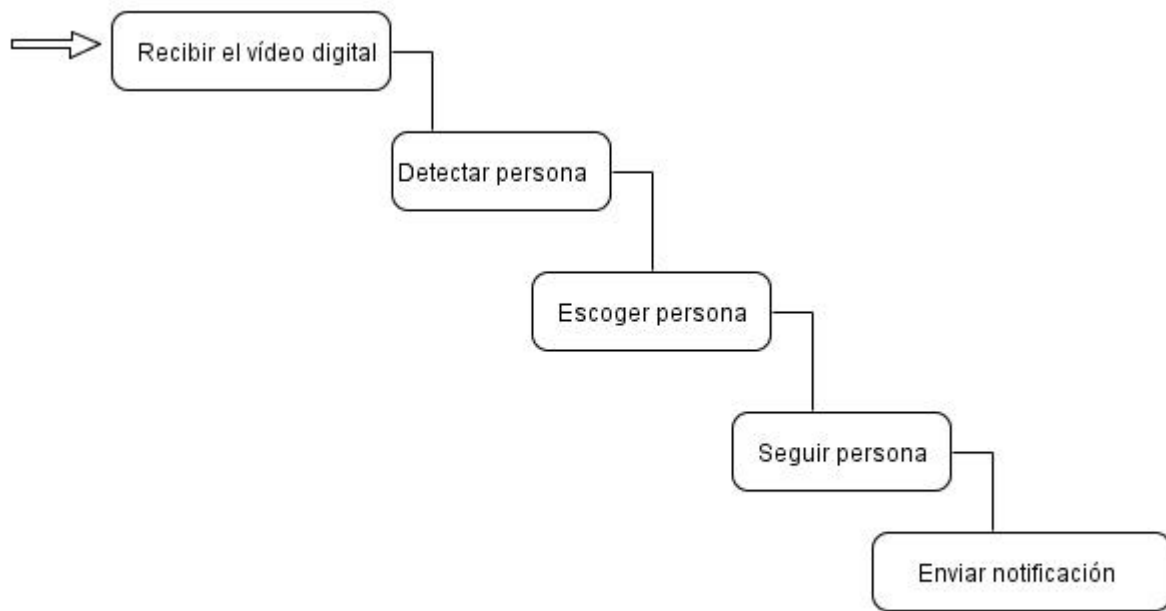 Recibir el vídeo digital
Detectar persona
Escoger persona
Seguir persona
Enviar notificación